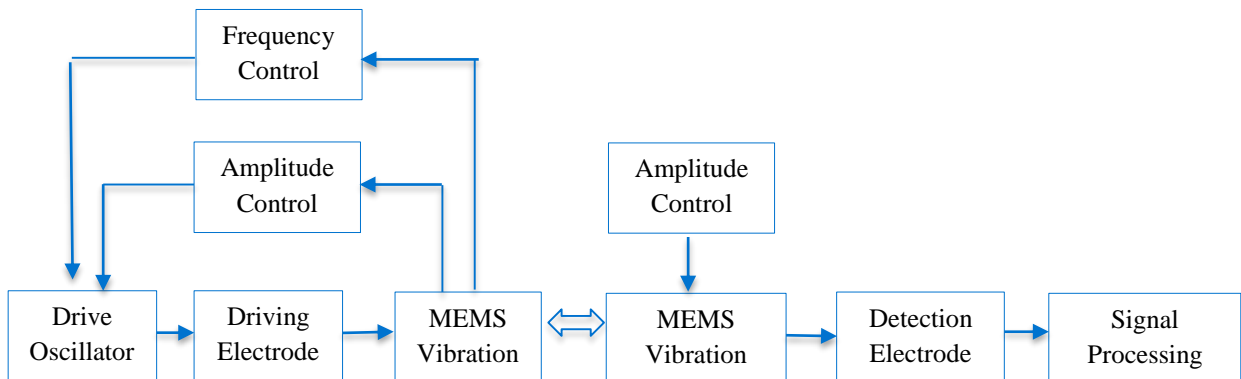 Frequency
Control
Amplitude
Control
Amplitude
Control
Drive
Oscillator
Driving
Electrode
MEMS
Vibration
MEMS
Vibration
Detection
Electrode
Signal
Processing